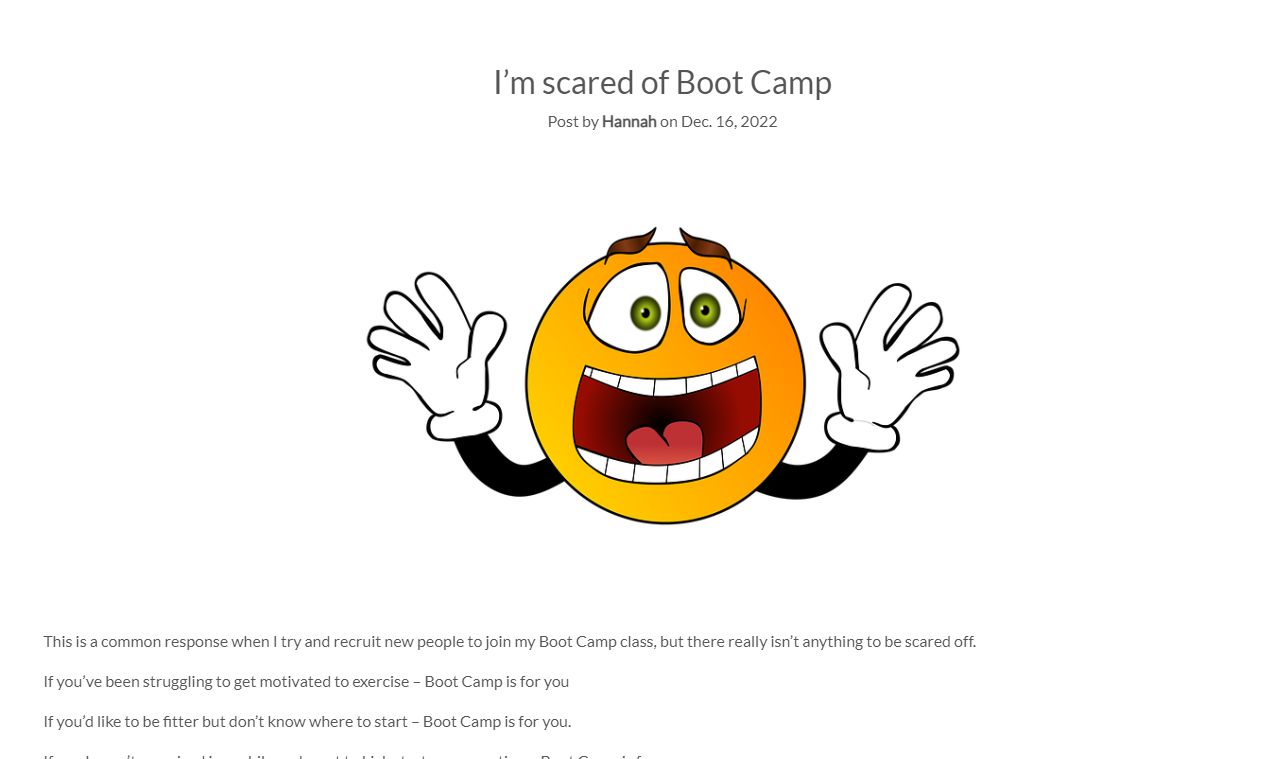 I’m scared of Boot Camp
Post by Hannah on Dec. 16, 2022
This is a common response when I try and recruit new people to join my Boot Camp class, but there really isn’t anything to be scared off.
If you’ve been struggling to get motivated to exercise – Boot Camp is for you
If you’d like to be fitter but don’t know where to start – Boot Camp is for you.